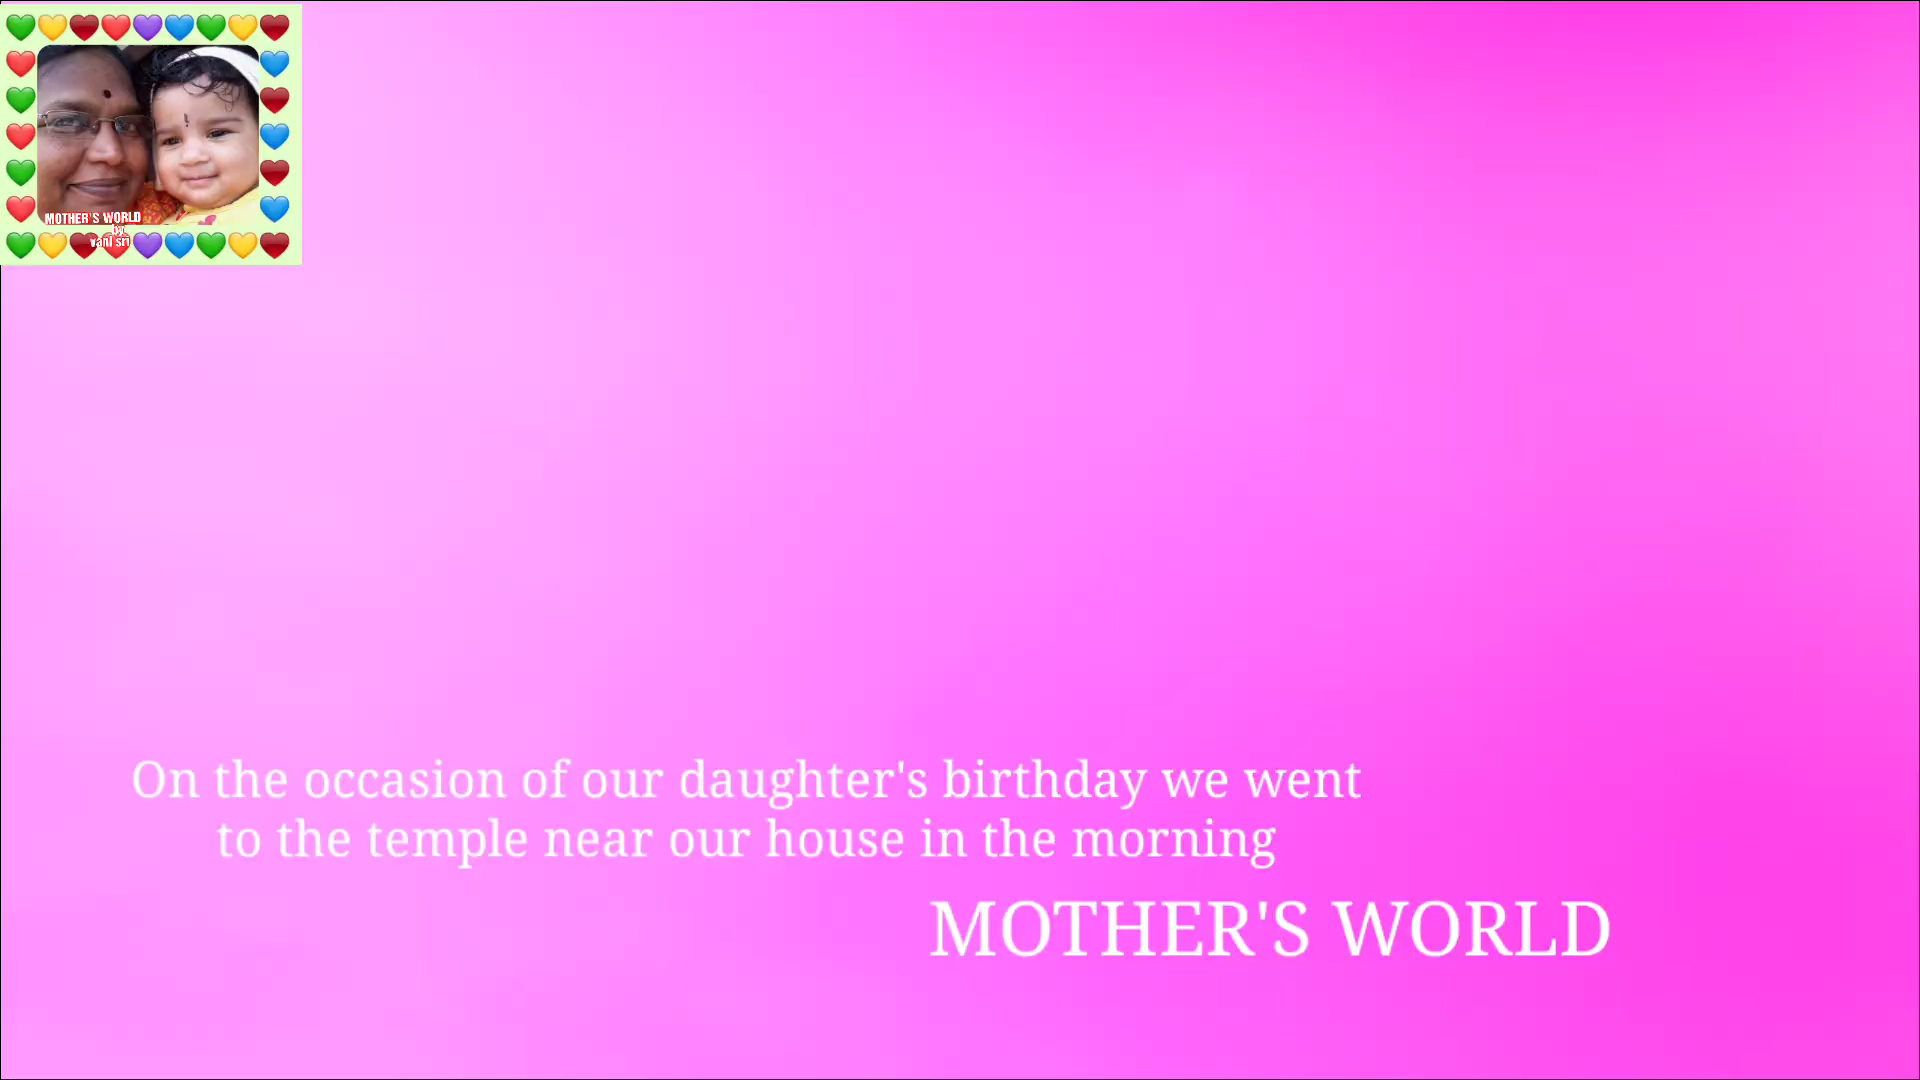 MOTHER'S WORLD
by
vani sri
On the occasion of our daughter's birthday we went
to the temple near our house in the morning
MOTHER'S WORLD